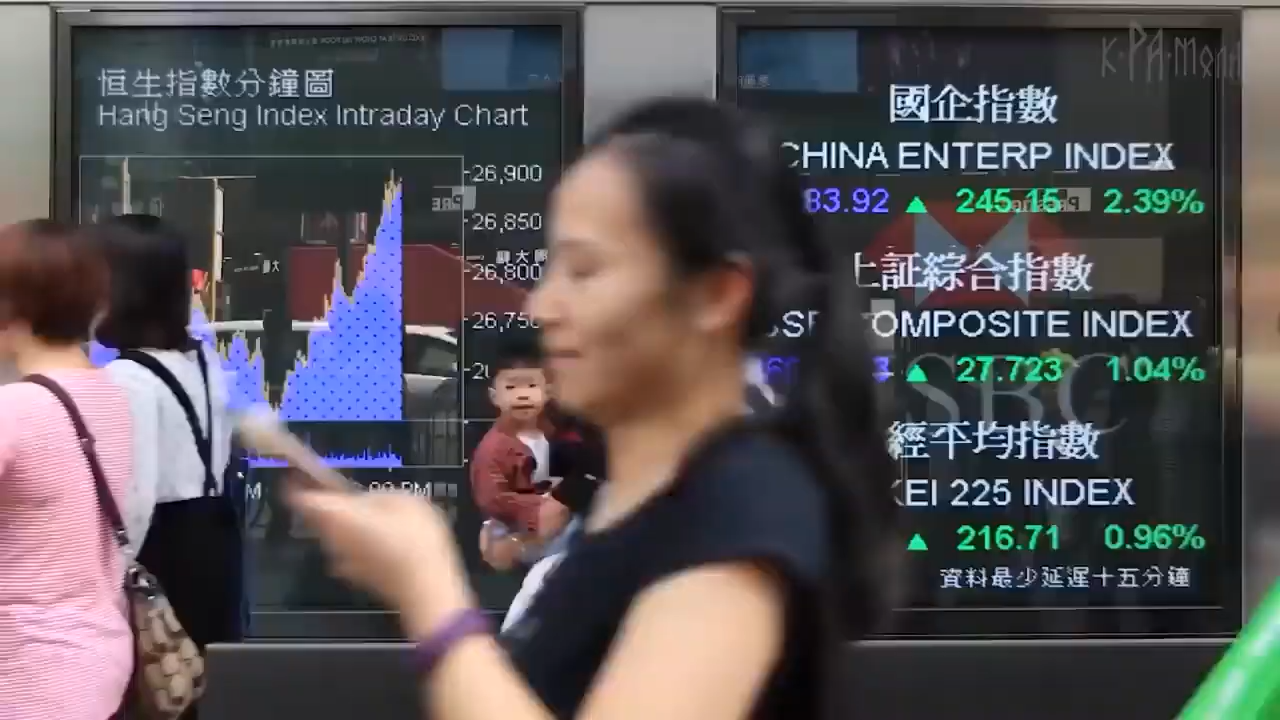 恒生指數分鐘圖
Hang Seng Index Intraday Chart
26,900
26,850
26,800
26,750
國企指數
CHINA ENTERP INDEX
83.92 ▲ 245.15 2.39%
上証綜合指數
OMPOSITE INDEX
▲ 27.723 1.04%
經平均指數
EI 225 INDEX
▲ 216.71 0.96%
資料最少延遲十五分鐘